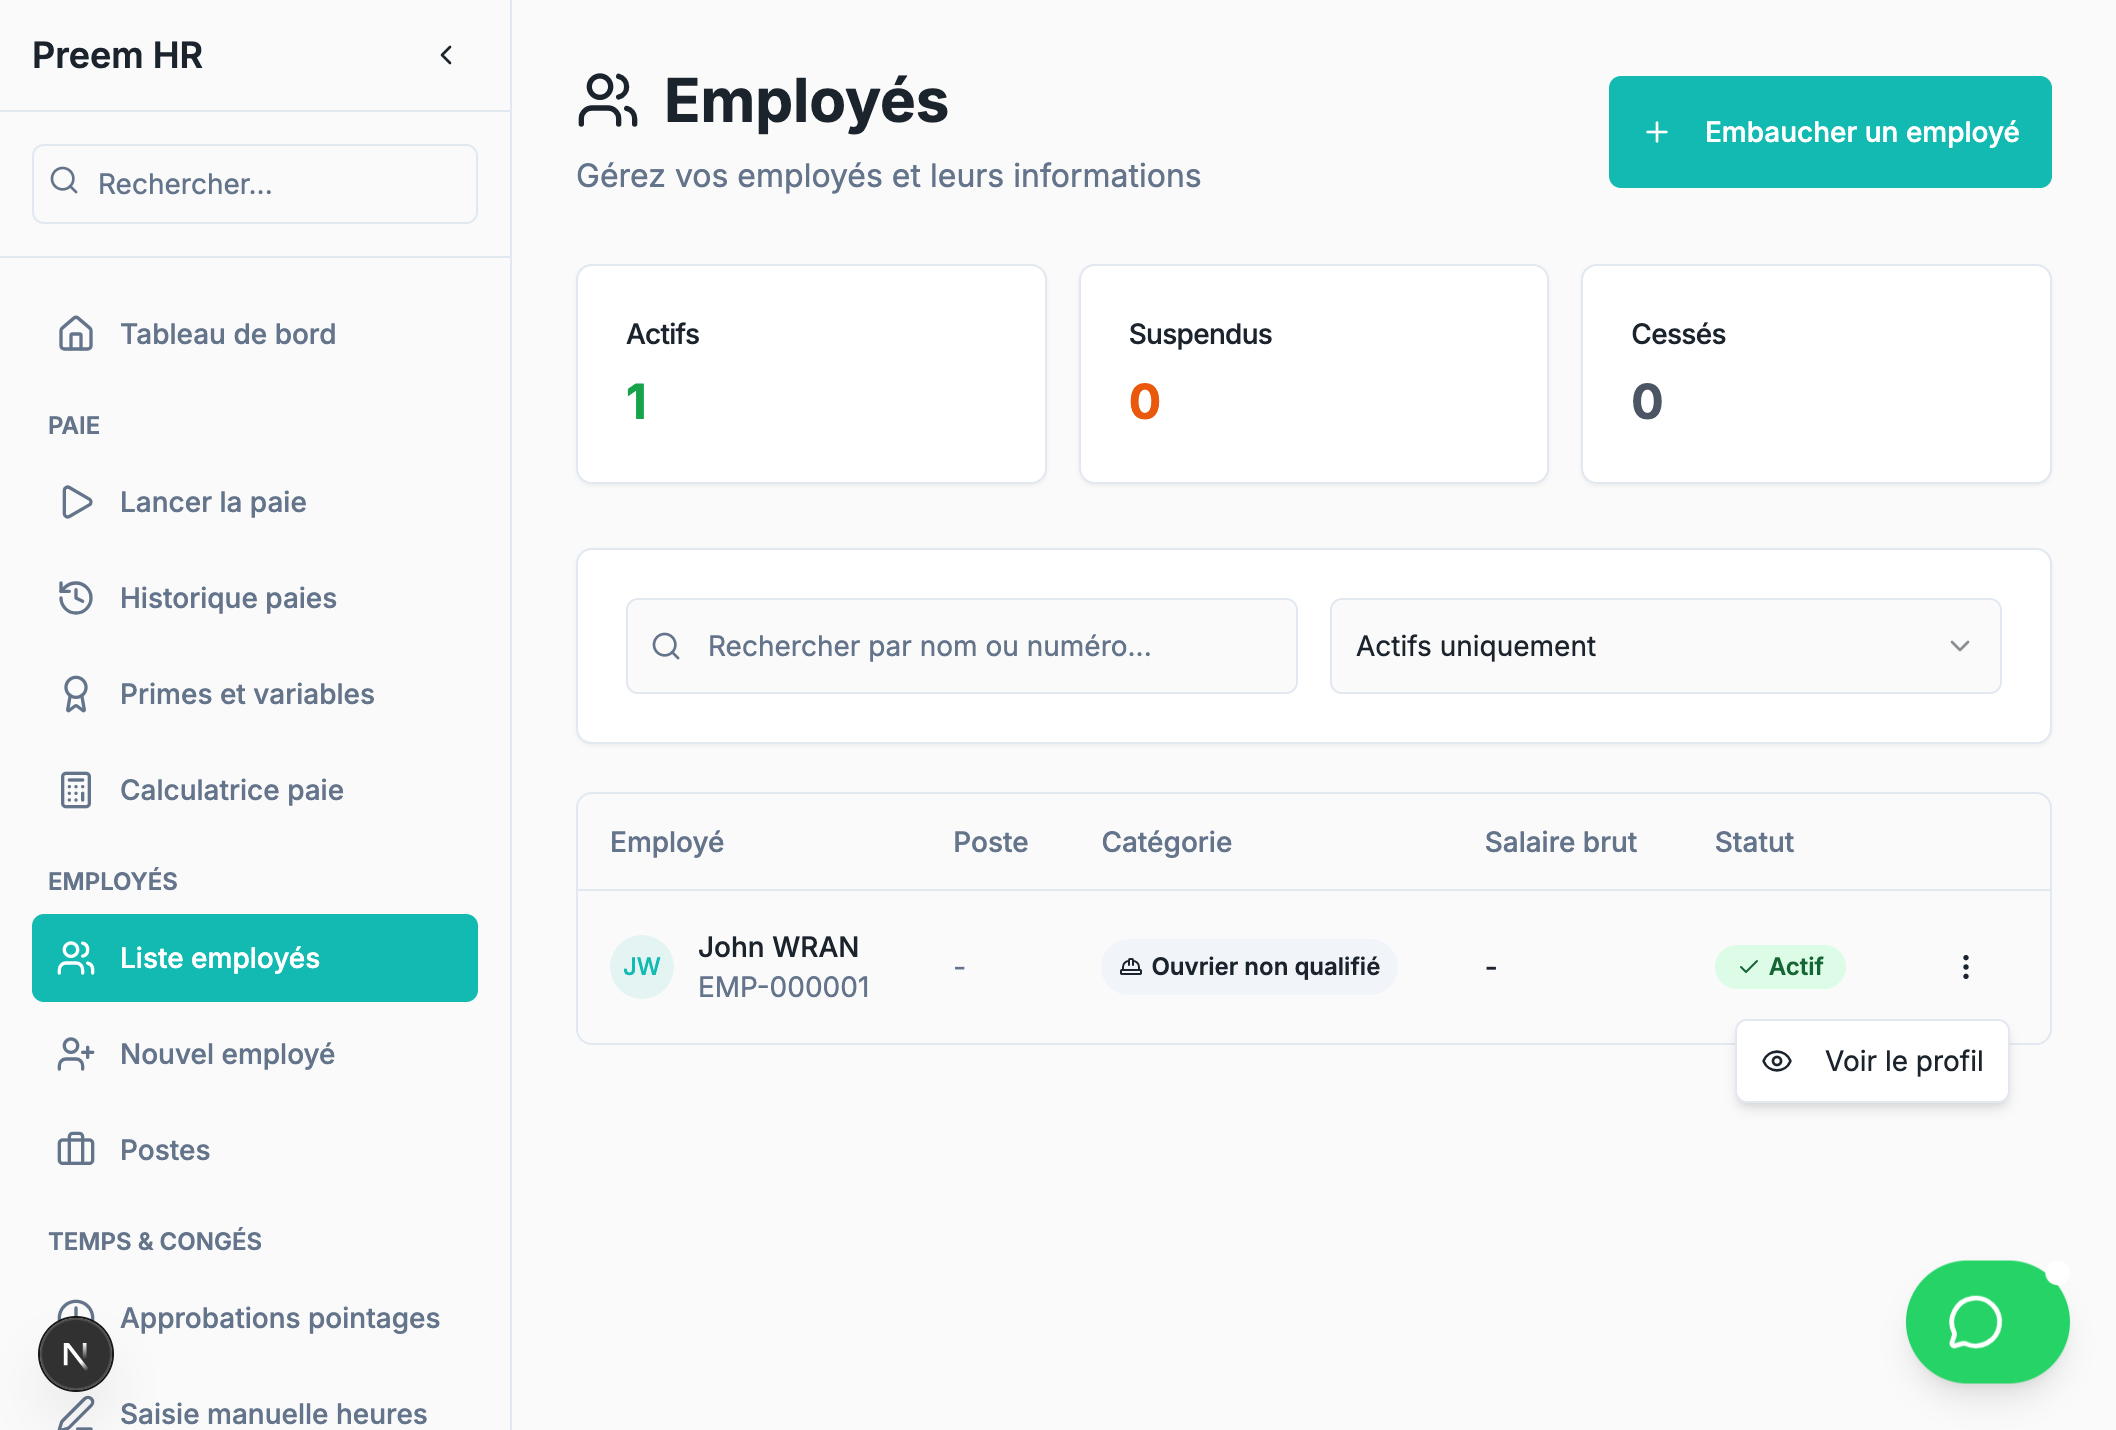 Preem HR
Rechercher...
Tableau de bord
PAIE
Lancer la paie
Historique paies
Primes et variables
Calculatrice paie
EMPLOYÉS
Liste employés
Nouvel employé
Postes
TEMPS & CONGÉS
Approbations pointages
N
Saisie manuelle heures
Employés
Gérez vos employés et leurs informations
+ Embaucher un employé
Actifs
1
Suspendus
0
Cessés
0
Rechercher par nom ou numéro...
Actifs uniquement
Employé Poste Catégorie Salaire brut Statut
JW John WRAN - Ouvrier non qualifié - Actif
EMP-000001
Voir le profil